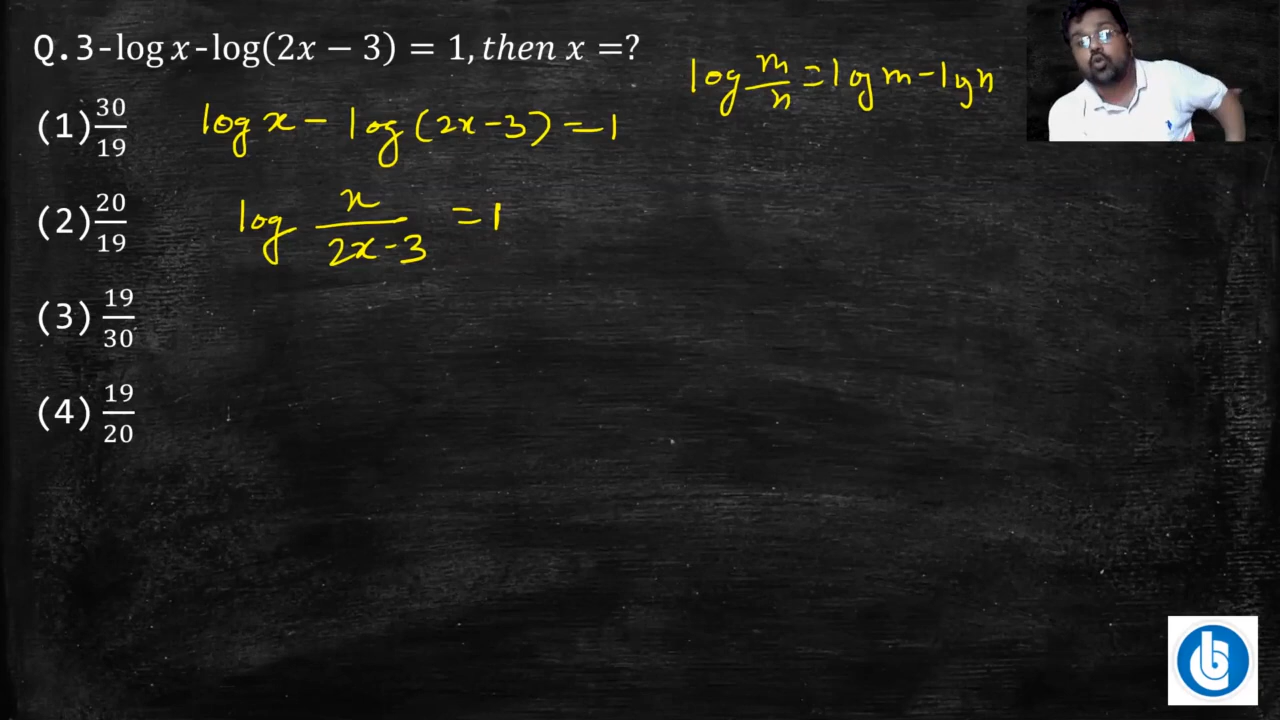 Q.3-log x-log(2x − 3) = 1, then x =?
log m/n = log m - log n
(1) 30/19
log x - log (2x-3) = 1
(2) 20/19
log x/2x-3 = 1
(3) 19/30
(4) 19/20